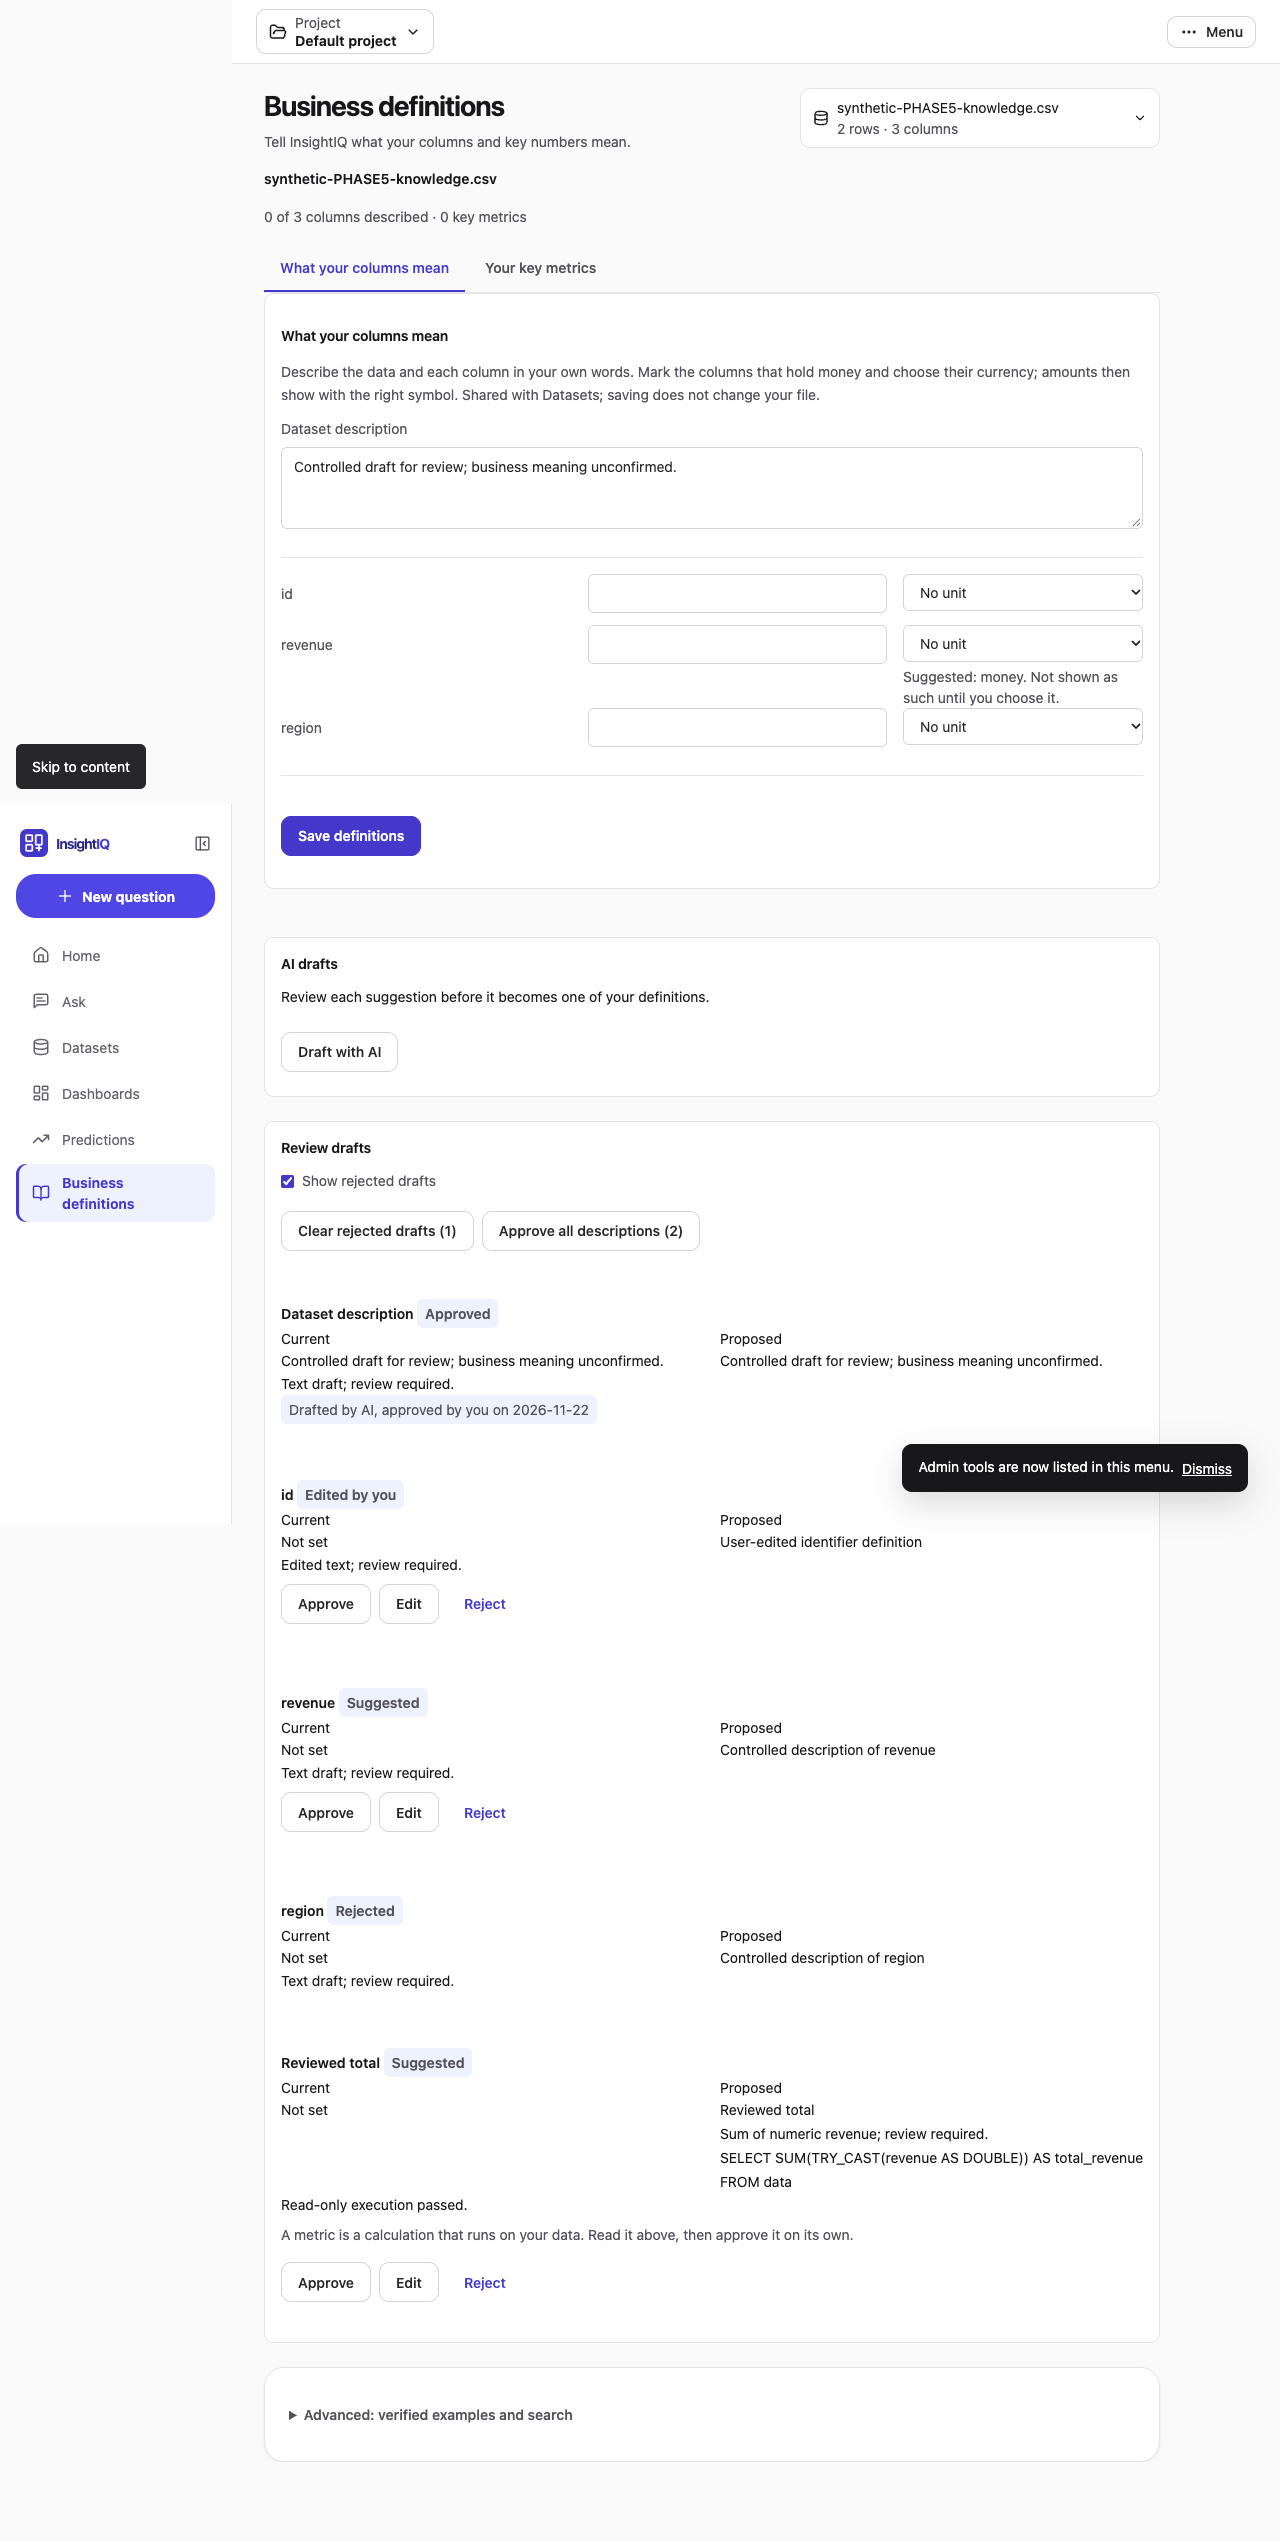 Project
Default project
Menu
Business definitions
Tell InsightIQ what your columns and key numbers mean.
synthetic-PHASE5-knowledge.csv
2 rows · 3 columns
synthetic-PHASE5-knowledge.csv
0 of 3 columns described · 0 key metrics
What your columns mean
Your key metrics
What your columns mean
Describe the data and each column in your own words. Mark the columns that hold money and choose their currency; amounts then
show with the right symbol. Shared with Datasets; saving does not change your file.
Dataset description
Controlled draft for review; business meaning unconfirmed.
id
No unit
revenue
No unit
Suggested: money. Not shown as
such until you choose it.
region
No unit
Save definitions
Skip to content
InsightIQ
New question
Home
Ask
Datasets
Dashboards
Predictions
Business
definitions
AI drafts
Review each suggestion before it becomes one of your definitions.
Draft with AI
Review drafts
Show rejected drafts
Clear rejected drafts (1)
Approve all descriptions (2)
Dataset description Approved
Current
Proposed
Controlled draft for review; business meaning unconfirmed.
Controlled draft for review; business meaning unconfirmed.
Text draft; review required.
Drafted by AI, approved by you on 2026-11-22
Admin tools are now listed in this menu. Dismiss
id Edited by you
Current
Proposed
Not set
User-edited identifier definition
Edited text; review required.
Approve
Edit
Reject
revenue Suggested
Current
Proposed
Not set
Controlled description of revenue
Text draft; review required.
Approve
Edit
Reject
region Rejected
Current
Proposed
Not set
Controlled description of region
Text draft; review required.
Reviewed total Suggested
Current
Proposed
Not set
Reviewed total
Sum of numeric revenue; review required.
SELECT SUM(TRY_CAST(revenue AS DOUBLE)) AS total_revenue
FROM data
Read-only execution passed.
A metric is a calculation that runs on your data. Read it above, then approve it on its own.
Approve
Edit
Reject
Advanced: verified examples and search